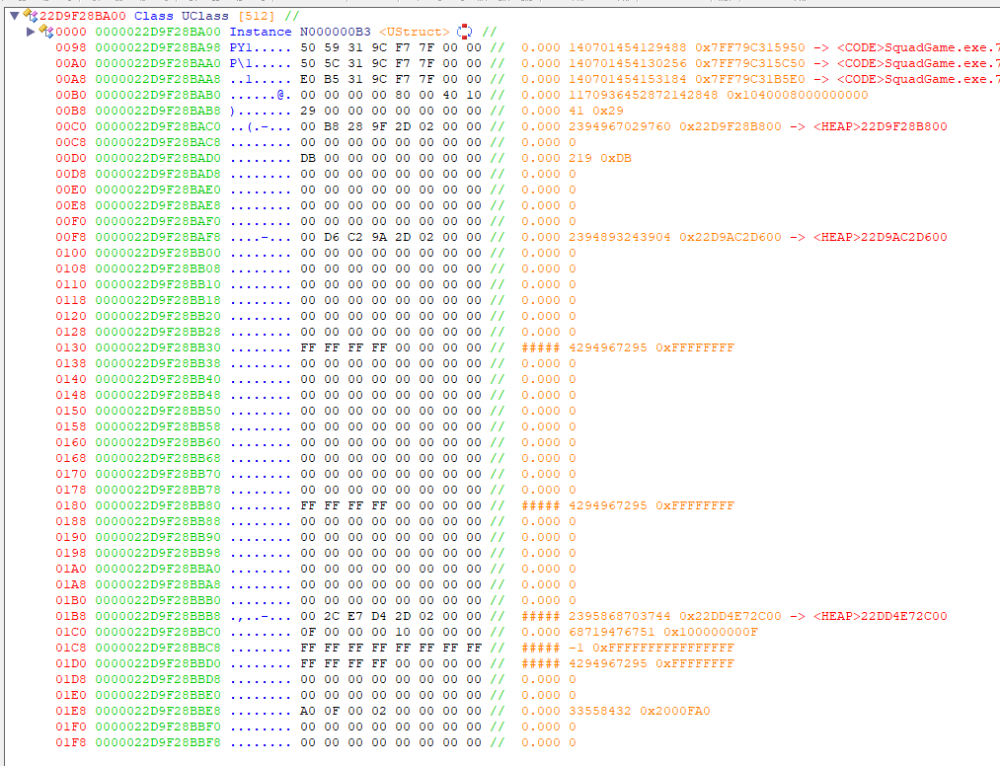 22D9F28BA00 Class UClass [512] //
0000 0000022D9F28BA00 Instance N000000B3 <UStruct> //
0098 0000022D9F28BA98 PY1..... 50 59 31 9C F7 7F 00 00 // 0.000 140701454129488 0x7FF79C315950 -> <CODE>SquadGame.exe.7
00A0 0000022D9F28BAA0 P\1..... 50 5C 31 9C F7 7F 00 00 // 0.000 140701454130256 0x7FF79C315C50 -> <CODE>SquadGame.exe.7
00A8 0000022D9F28BAA8 ..1..... E0 B5 31 9C F7 7F 00 00 // 0.000 140701454153184 0x7FF79C31B5E0 -> <CODE>SquadGame.exe.7
00B0 0000022D9F28BAB0 ......@. 00 00 00 00 80 00 40 10 // 0.000 1170936452872142848 0x1040008000000000
00B8 0000022D9F28BAB8 )....... 29 00 00 00 00 00 00 00 // 0.000 41 0x29
00C0 0000022D9F28BAC0 ..(.-... 00 B8 28 9F 2D 02 00 00 // 0.000 2394967029760 0x22D9F28B800 -> <HEAP>22D9F28B800
00C8 0000022D9F28BAC8 ........ 00 00 00 00 00 00 00 00 // 0.000 0
00D0 0000022D9F28BAD0 ........ DB 00 00 00 00 00 00 00 // 0.000 219 0xDB
00D8 0000022D9F28BAD8 ........ 00 00 00 00 00 00 00 00 // 0.000 0
00E0 0000022D9F28BAE0 ........ 00 00 00 00 00 00 00 00 // 0.000 0
00E8 0000022D9F28BAE8 ........ 00 00 00 00 00 00 00 00 // 0.000 0
00F0 0000022D9F28BAF0 ........ 00 00 00 00 00 00 00 00 // 0.000 0
00F8 0000022D9F28BAF8 ....-... 00 D6 C2 9A 2D 02 00 00 // 0.000 2394893243904 0x22D9AC2D600 -> <HEAP>22D9AC2D600
0100 0000022D9F28BB00 ........ 00 00 00 00 00 00 00 00 // 0.000 0
0108 0000022D9F28BB08 ........ 00 00 00 00 00 00 00 00 // 0.000 0
0110 0000022D9F28BB10 ........ 00 00 00 00 00 00 00 00 // 0.000 0
0118 0000022D9F28BB18 ........ 00 00 00 00 00 00 00 00 // 0.000 0
0120 0000022D9F28BB20 ........ 00 00 00 00 00 00 00 00 // 0.000 0
0128 0000022D9F28BB28 ........ 00 00 00 00 00 00 00 00 // 0.000 0
0130 0000022D9F28BB30 ........ FF FF FF FF 00 00 00 00 // ##### 4294967295 0xFFFFFFFF
0138 0000022D9F28BB38 ........ 00 00 00 00 00 00 00 00 // 0.000 0
0140 0000022D9F28BB40 ........ 00 00 00 00 00 00 00 00 // 0.000 0
0148 0000022D9F28BB48 ........ 00 00 00 00 00 00 00 00 // 0.000 0
0150 0000022D9F28BB50 ........ 00 00 00 00 00 00 00 00 // 0.000 0
0158 0000022D9F28BB58 ........ 00 00 00 00 00 00 00 00 // 0.000 0
0160 0000022D9F28BB60 ........ 00 00 00 00 00 00 00 00 // 0.000 0
0168 0000022D9F28BB68 ........ 00 00 00 00 00 00 00 00 // 0.000 0
0170 0000022D9F28BB70 ........ 00 00 00 00 00 00 00 00 // 0.000 0
0178 0000022D9F28BB78 ........ 00 00 00 00 00 00 00 00 // 0.000 0
0180 0000022D9F28BB80 ........ FF FF FF FF 00 00 00 00 // ##### 4294967295 0xFFFFFFFF
0188 0000022D9F28BB88 ........ 00 00 00 00 00 00 00 00 // 0.000 0
0190 0000022D9F28BB90 ........ 00 00 00 00 00 00 00 00 // 0.000 0
0198 0000022D9F28BB98 ........ 00 00 00 00 00 00 00 00 // 0.000 0
01A0 0000022D9F28BBA0 ........ 00 00 00 00 00 00 00 00 // 0.000 0
01A8 0000022D9F28BBA8 ........ 00 00 00 00 00 00 00 00 // 0.000 0
01B0 0000022D9F28BBB0 ........ 00 00 00 00 00 00 00 00 // 0.000 0
01B8 0000022D9F28BBB8 .,..-... 00 2C E7 D4 2D 02 00 00 // ##### 2395868703744 0x22DD4E72C00 -> <HEAP>22DD4E72C00
01C0 0000022D9F28BBC0 ........ 0F 00 00 00 10 00 00 00 // 0.000 68719476751 0x100000000F
01C8 0000022D9F28BBC8 ........ FF FF FF FF FF FF FF FF // ##### -1 0xFFFFFFFFFFFFFFFF
01D0 0000022D9F28BBD0 ........ FF FF FF FF 00 00 00 00 // ##### 4294967295 0xFFFFFFFF
01D8 0000022D9F28BBD8 ........ 00 00 00 00 00 00 00 00 // 0.000 0
01E0 0000022D9F28BBE0 ........ 00 00 00 00 00 00 00 00 // 0.000 0
01E8 0000022D9F28BBE8 ........ A0 0F 00 02 00 00 00 00 // 0.000 33558432 0x2000FA0
01F0 0000022D9F28BBF0 ........ 00 00 00 00 00 00 00 00 // 0.000 0
01F8 0000022D9F28BBF8 ........ 00 00 00 00 00 00 00 00 // 0.000 0